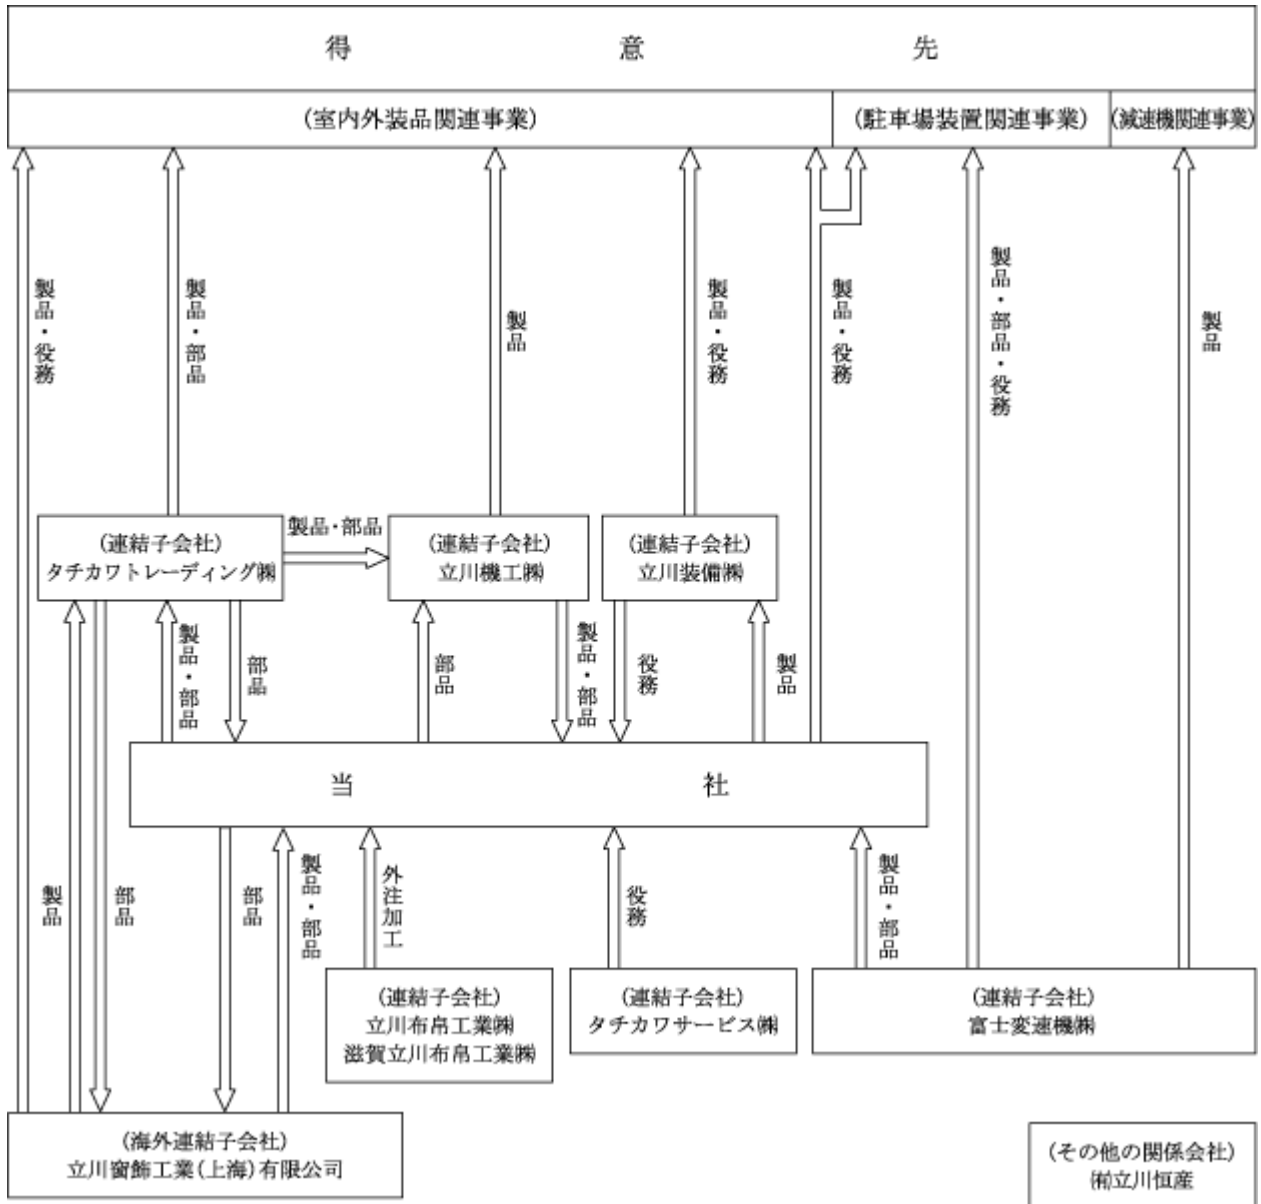 得意先
(室内外装品関連事業)
(駐車場装置関連事業)
(減速機関連事業)
製品・役務
製品・部品
製品
製品・役務
製品・役務
製品・部品・役務
製品
(連結子会社)
タチカワトレーディング㈱
製品・部品
(連結子会社)
立川機工㈱
(連結子会社)
立川装備㈱
製品・部品
部品
部品
製品・部品
役務
製品
当社
製品
部品
部品
製品・部品
外注加工
役務
製品・部品
(連結子会社)
立川布帛工業㈱
滋賀立川布帛工業㈱
(連結子会社)
タチカワサービス㈱
(連結子会社)
富士変速機㈱
(海外連結子会社)
立川窗飾工業(上海)有限公司
(その他の関係会社)
㈲立川恒産